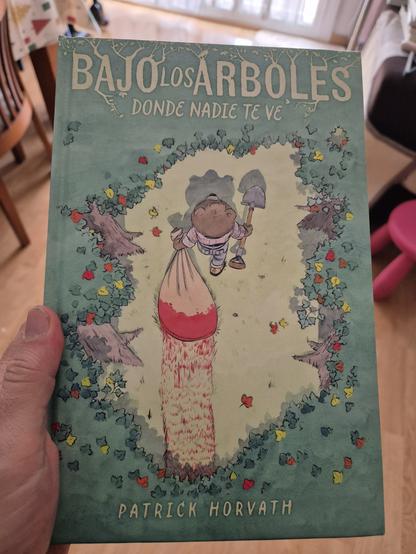 BAJO LOS ÁRBOLES
DONDE NADIE TE VE
PATRICK HORVATH